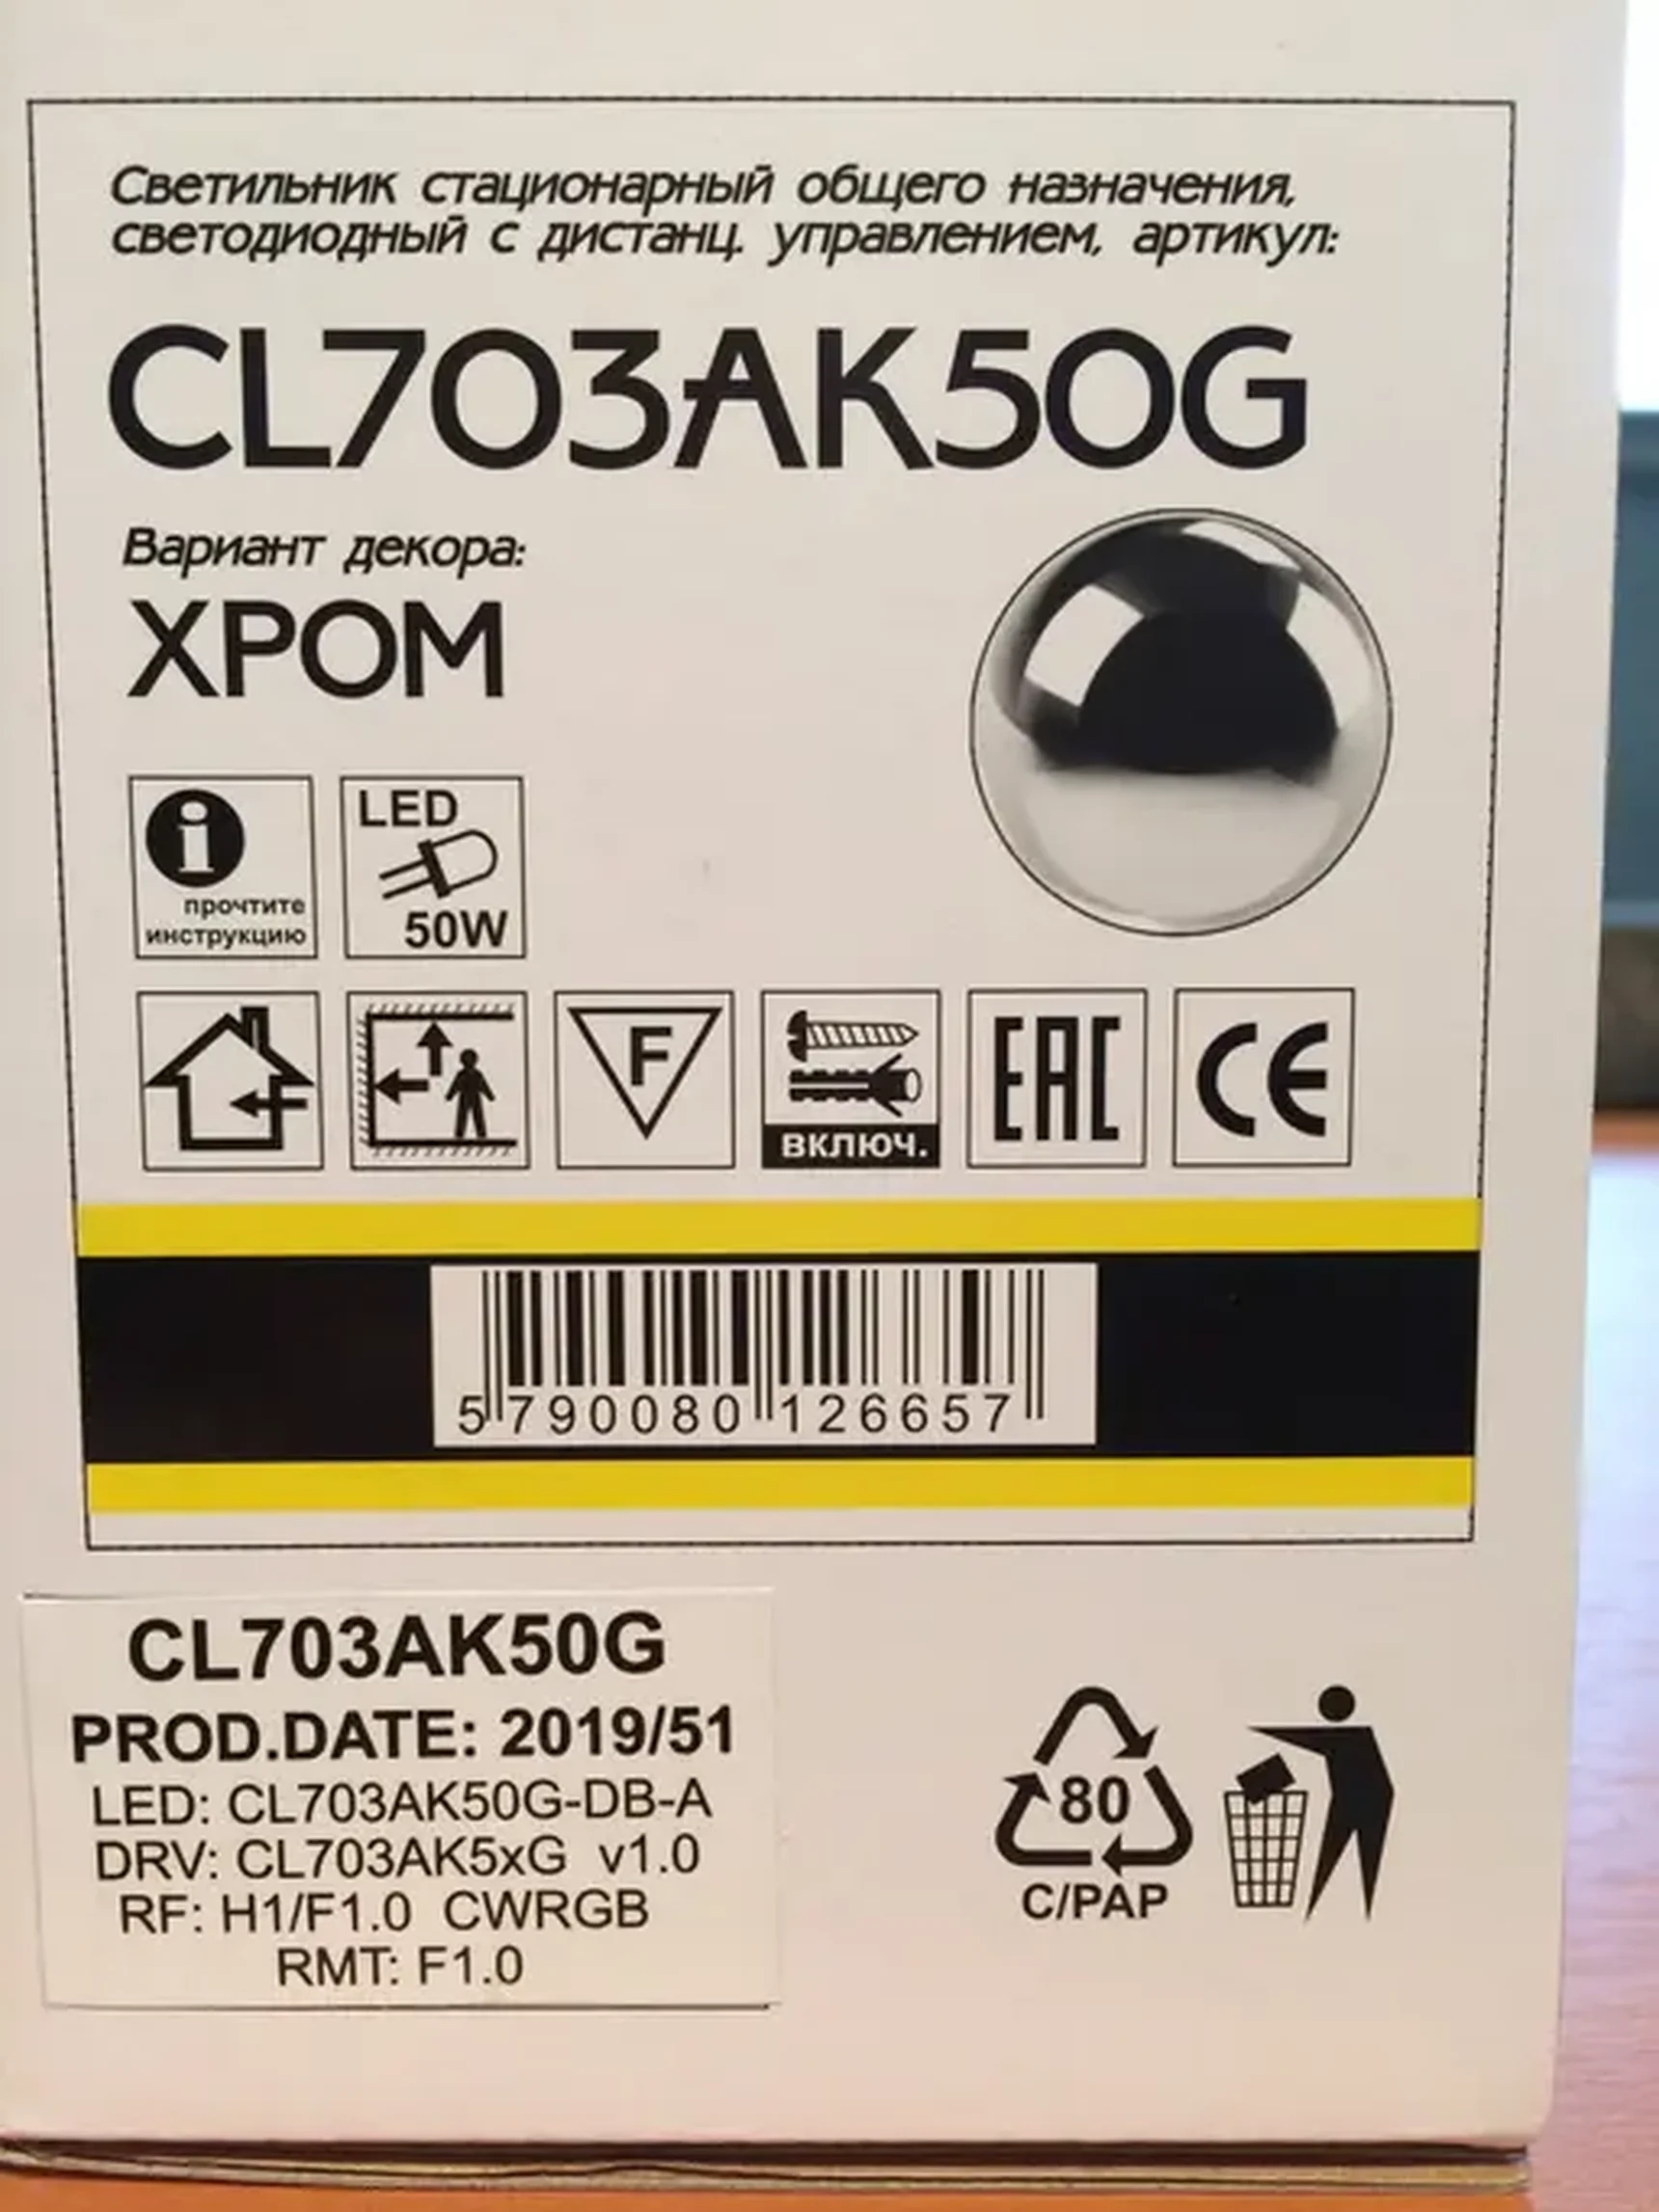 Светильник стационарный общего назначения,
светодиодный с дистанц. управлением, артикул:
CL703AK50G
Вариант декора:
ХРОМ
i
прочтите
инструкцию
LED
50W
F
ВКЛЮЧ.
EAC
CE
5 790080 126657
CL703AK50G
PROD.DATE: 2019/51
LED: CL703AK50G-DB-A
DRV: CL703AK5xG v1.0
RF: H1/F1.0 CWRGB
RMT: F1.0
80
C/PAP